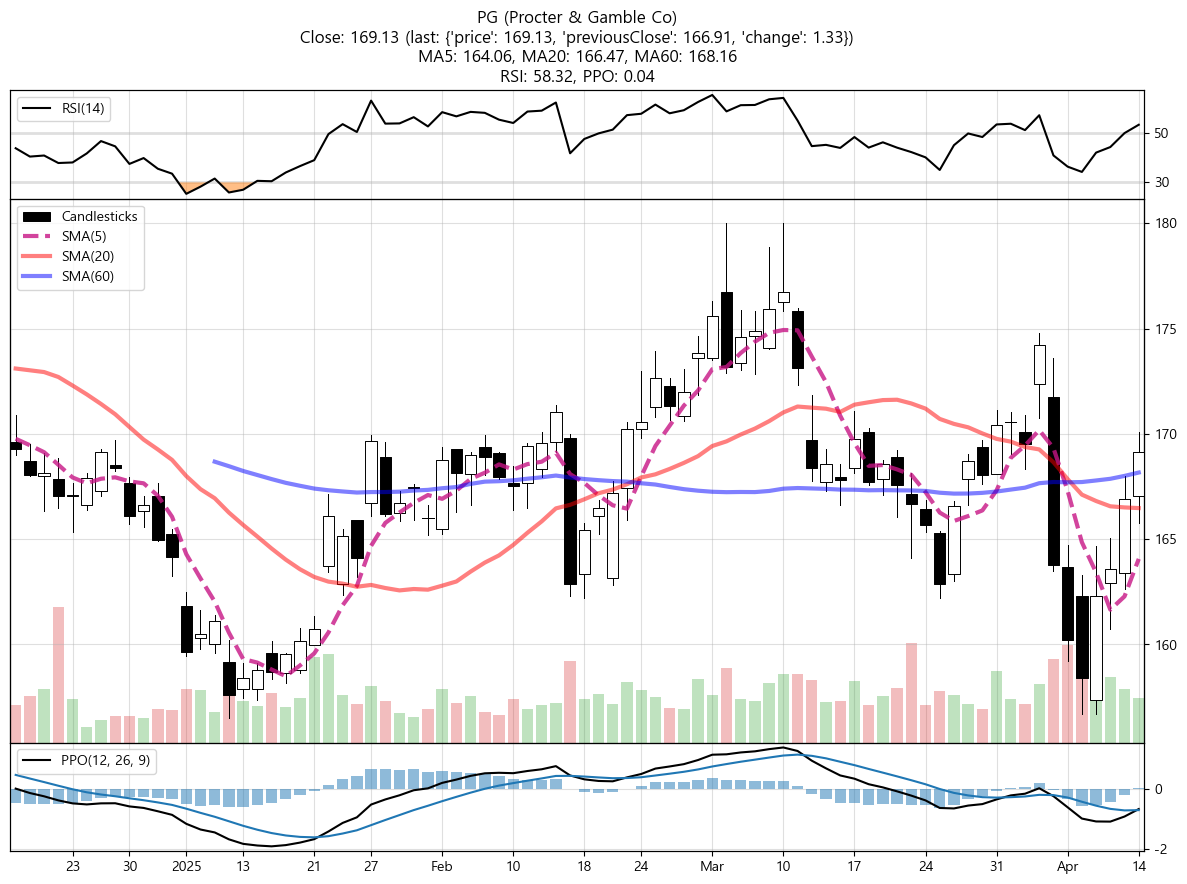 PG (Procter & Gamble Co)
Close: 169.13 (last: {'price': 169.13, 'previousClose': 166.91, 'change': 1.33})
MA5: 164.06, MA20: 166.47, MA60: 168.16
RSI: 58.32, PPO: 0.04
RSI(14)
50
30
Candlesticks
SMA(5)
SMA(20)
SMA(60)
180
175
170
165
160
PPO(12, 26, 9)
0
-2
23 30 2025 13 21 27 Feb 10 18 24 Mar 10 17 24 31 Apr 14